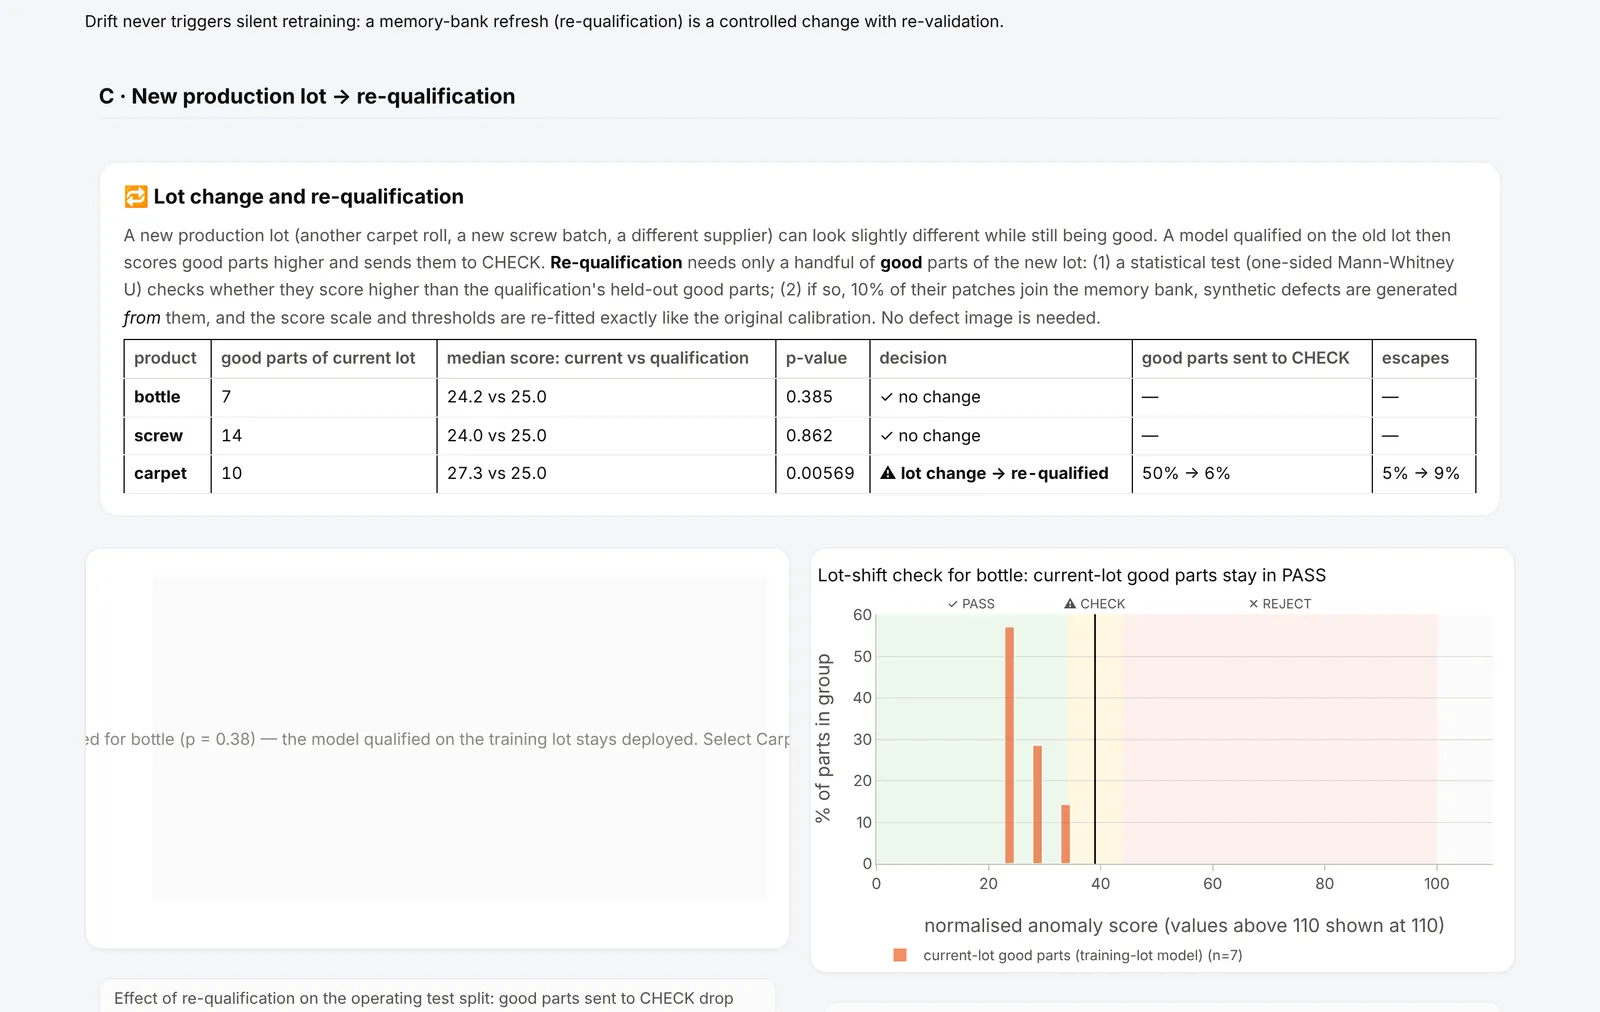 Drift never triggers silent retraining: a memory-bank refresh (re-qualification) is a controlled change with re-validation.
C · New production lot → re-qualification
🔁 Lot change and re-qualification
A new production lot (another carpet roll, a new screw batch, a different supplier) can look slightly different while still being good. A model qualified on the old lot then
scores good parts higher and sends them to CHECK. Re-qualification needs only a handful of good parts of the new lot: (1) a statistical test (one-sided Mann-Whitney
U) checks whether they score higher than the qualification's held-out good parts; (2) if so, 10% of their patches join the memory bank, synthetic defects are generated
from them, and the score scale and thresholds are re-fitted exactly like the original calibration. No defect image is needed.
product good parts of current lot median score: current vs qualification p-value decision good parts sent to CHECK escapes
bottle 7 24.2 vs 25.0 0.385 ✓ no change — —
screw 14 24.0 vs 25.0 0.862 ✓ no change — —
carpet 10 27.3 vs 25.0 0.00569 ⚠ lot change → re-qualified 50% → 6% 5% → 9%
ed for bottle (p = 0.38) — the model qualified on the training lot stays deployed. Select Carp
Lot-shift check for bottle: current-lot good parts stay in PASS
✓ PASS ⚠ CHECK ✕ REJECT
% of parts in group
60
50
40
30
20
10
0
0 20 40 60 80 100
normalised anomaly score (values above 110 shown at 110)
current-lot good parts (training-lot model) (n=7)
Effect of re-qualification on the operating test split: good parts sent to CHECK drop